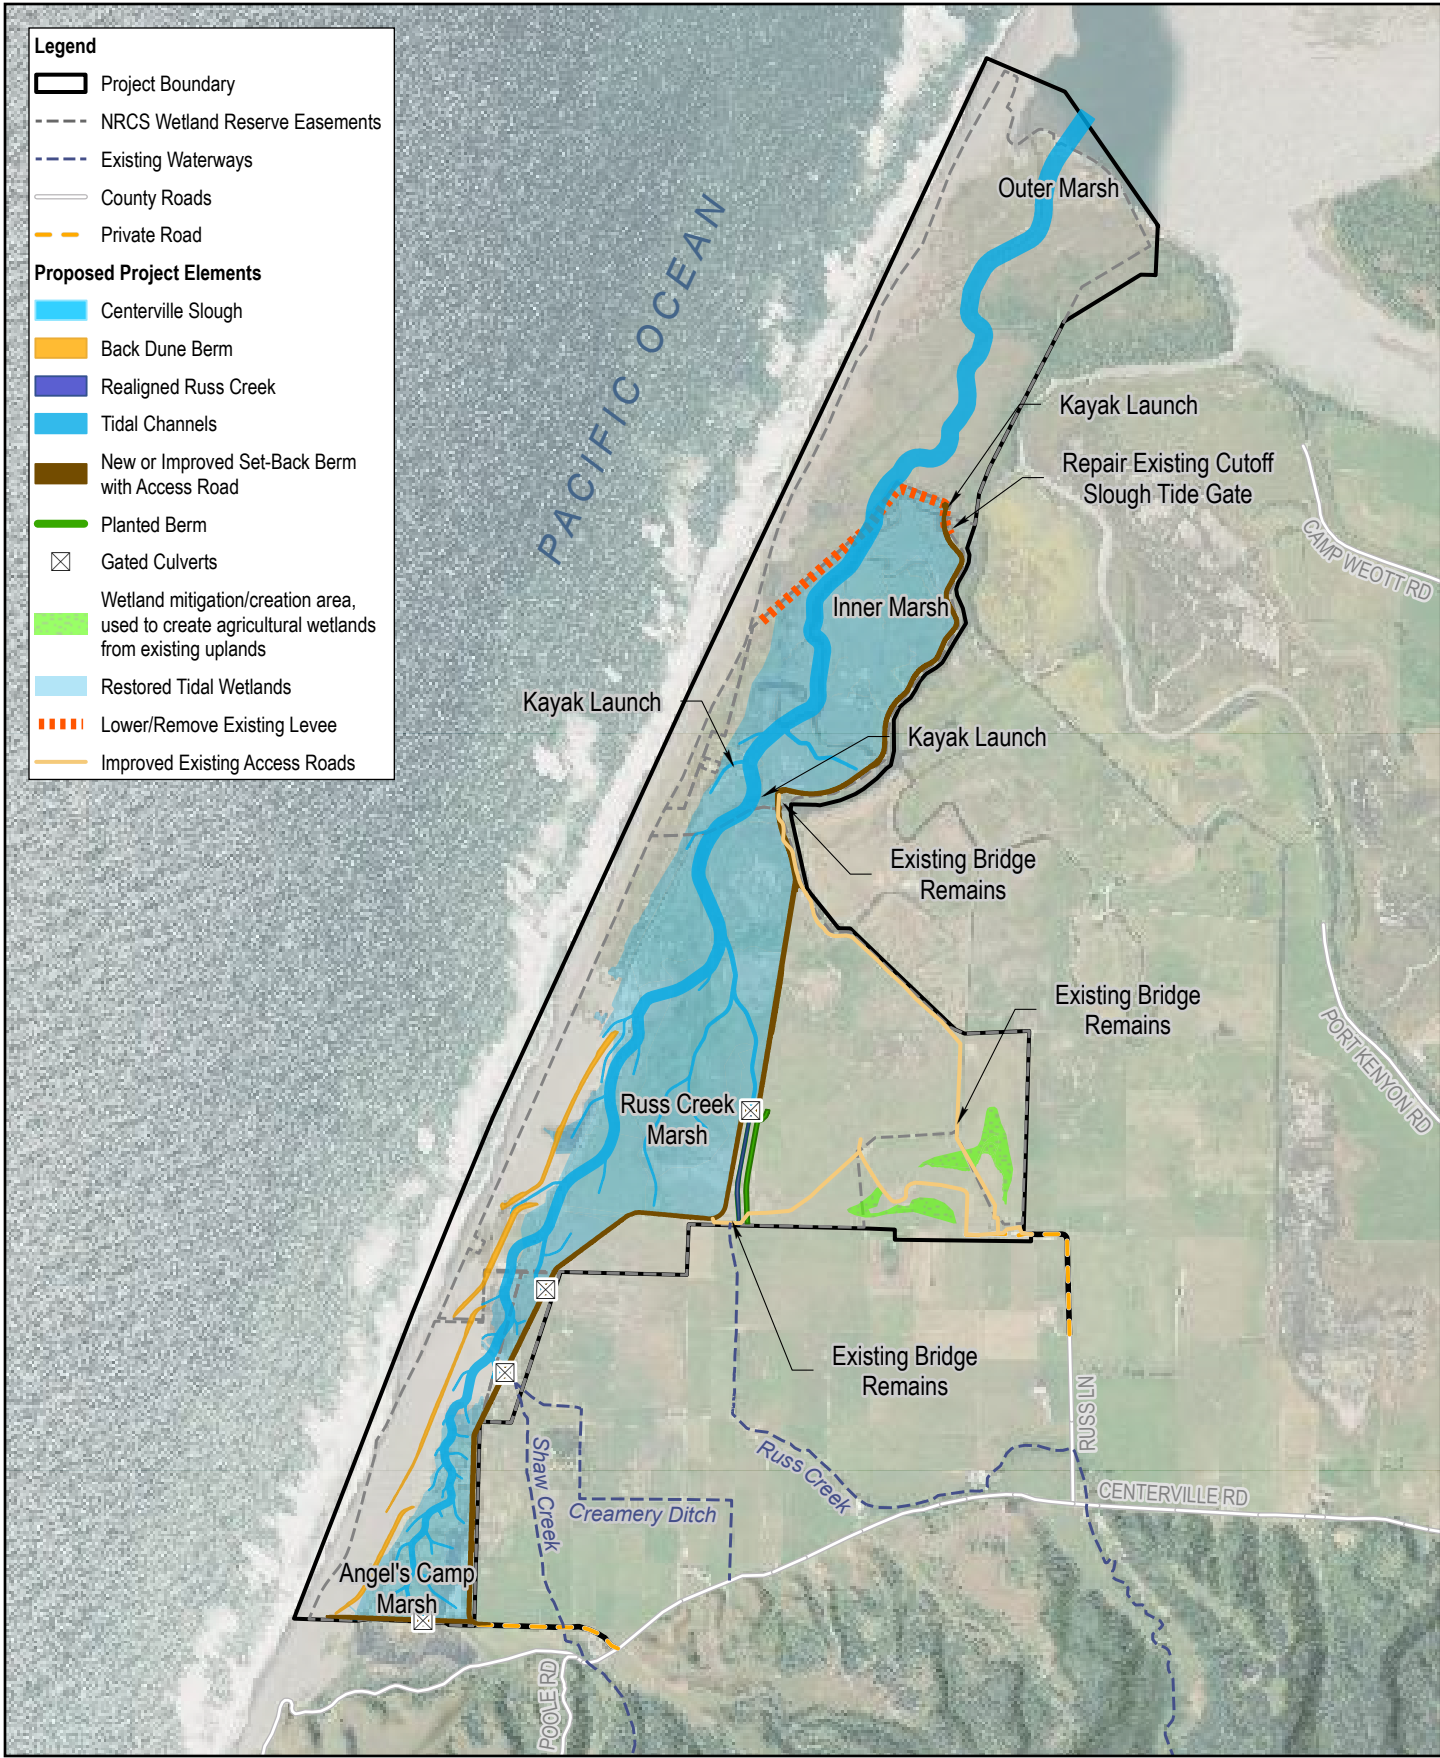 Legend
Project Boundary
NRCS Wetland Reserve Easements
Existing Waterways
County Roads
Private Road
Proposed Project Elements
Centerville Slough
Back Dune Berm
Realigned Russ Creek
Tidal Channels
New or Improved Set-Back Berm
with Access Road
Planted Berm
Gated Culverts
Wetland mitigation/creation area,
used to create agricultural wetlands
from existing uplands
Restored Tidal Wetlands
Lower/Remove Existing Levee
Improved Existing Access Roads
PACIFIC OCEAN
Outer Marsh
Kayak Launch
Repair Existing Cutoff
Slough Tide Gate
CAMP WEOTT RD
Inner Marsh
Kayak Launch
Kayak Launch
Existing Bridge
Remains
Existing Bridge
Remains
PORT KENYON RD
Russ Creek
Marsh
Existing Bridge
Remains
RUSS LN
Russ Creek
CENTERVILLE RD
Shaw Creek
Creamery Ditch
Angel's Camp
Marsh
POOLE RD